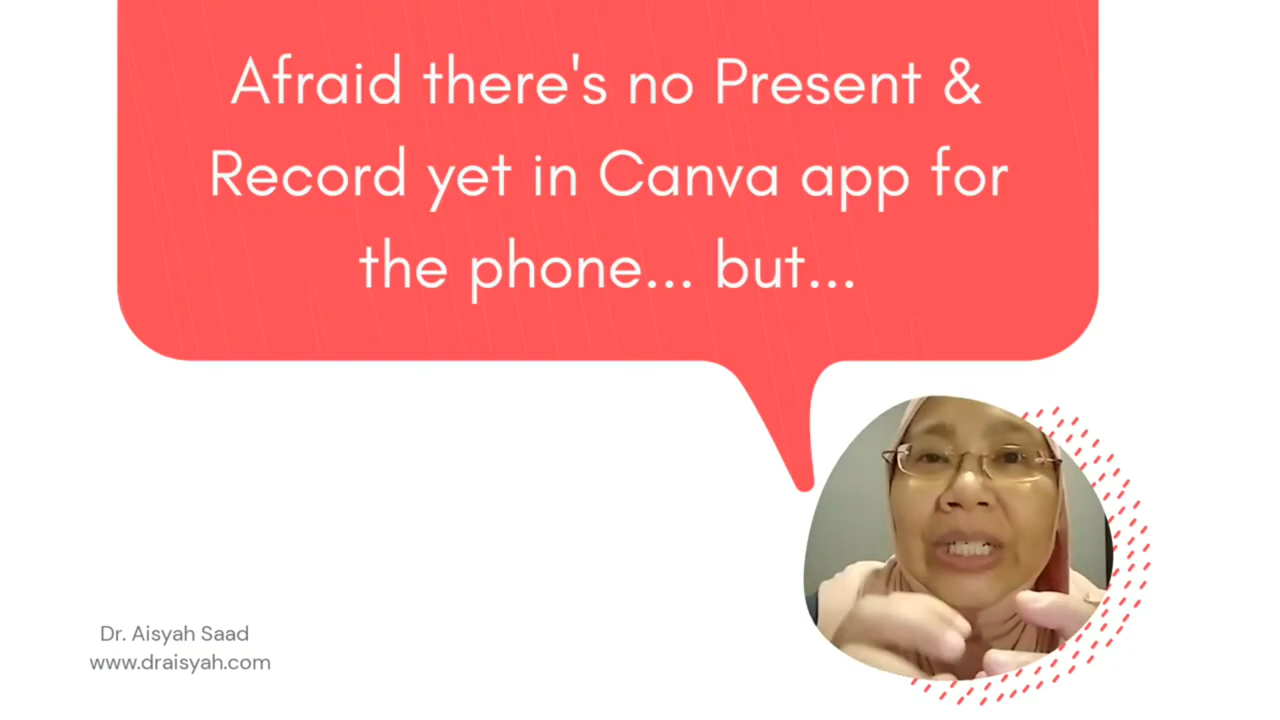 Afraid there's no Present &
Record yet in Canva app for
the phone... but...
Dr. Aisyah Saad
www.draisyah.com